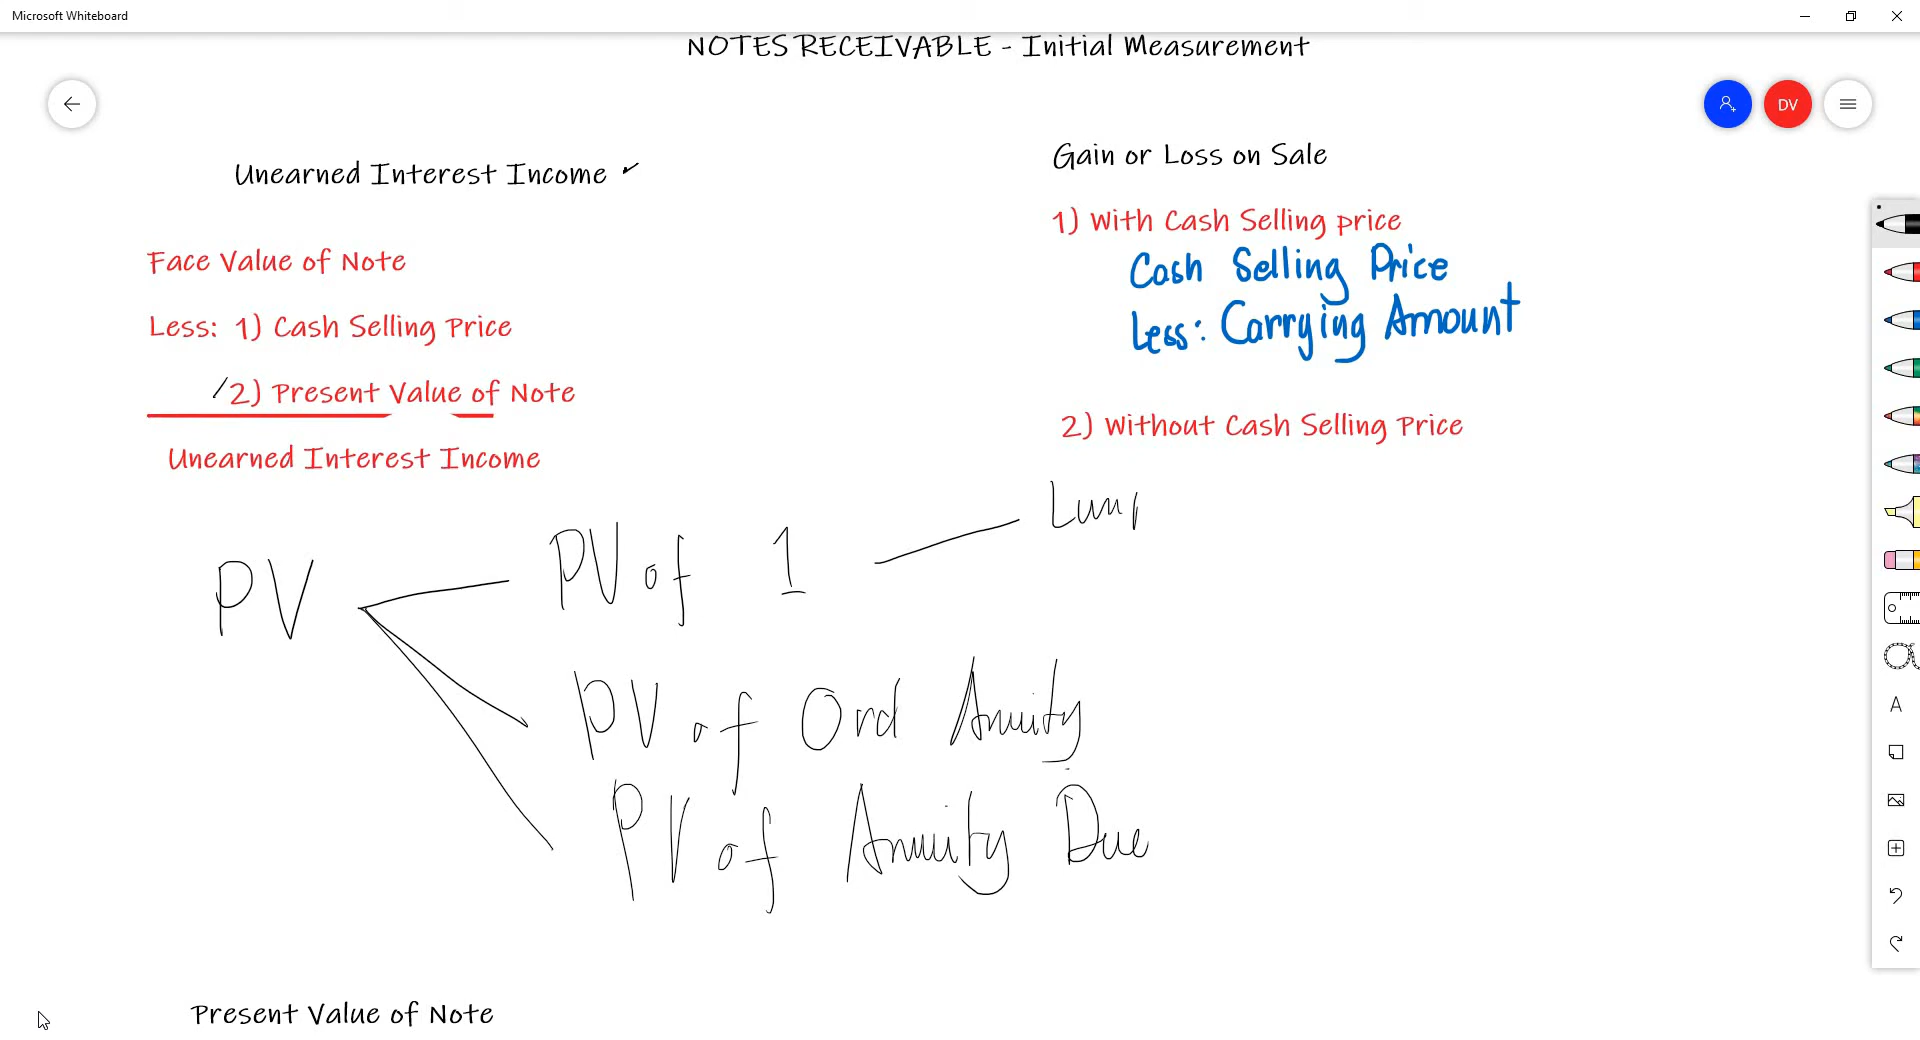 Microsoft Whiteboard
NOTES RECEIVABLE - Initial Measurement
DV
Unearned Interest Income
Face Value of Note
Less: 1) Cash Selling Price
2) Present Value of Note
Unearned Interest Income
Gain or Loss on Sale
1) With Cash Selling price
Cash Selling Price
Less: Carrying Amount
2) Without Cash Selling Price
PV
PV of 1
Lum
PV of Ord Anuity
PV of Anuity Due
Present Value of Note
A